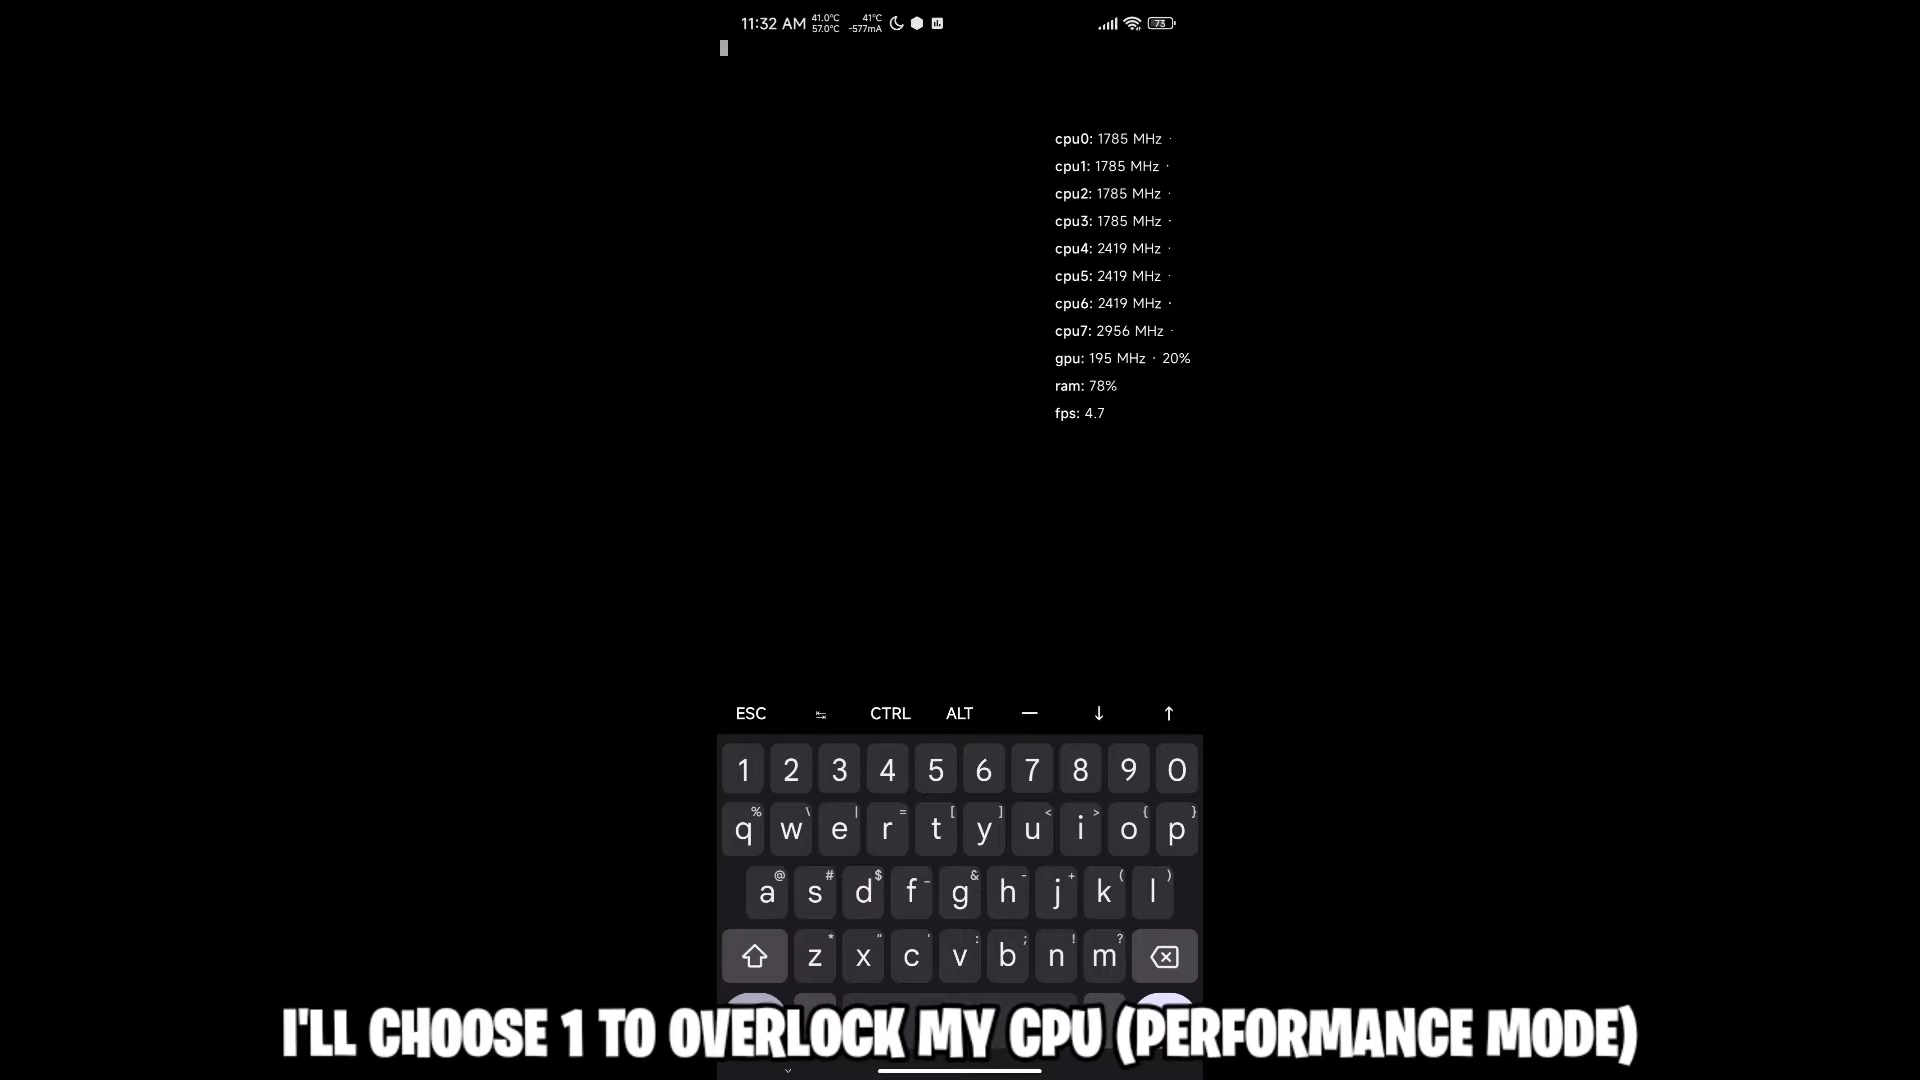 11:32 AM 41.0°C 57.0°C 41°C -577mA 73
cpu0: 1785 MHz ·
cpu1: 1785 MHz ·
cpu2: 1785 MHz ·
cpu3: 1785 MHz ·
cpu4: 2419 MHz ·
cpu5: 2419 MHz ·
cpu6: 2419 MHz ·
cpu7: 2956 MHz ·
gpu: 195 MHz · 20%
ram: 78%
fps: 4.7
ESC ⇆ CTRL ALT — ↓ ↑
1 2 3 4 5 6 7 8 9 0
% \ | = [ ] < > { }
q w e r t y u i o p
@ # $ _ & - + ( )
a s d f g h j k l
* " ' : ; ! ?
z x c v b n m
I'LL CHOOSE 1 TO OVERLOCK MY CPU (PERFORMANCE MODE)